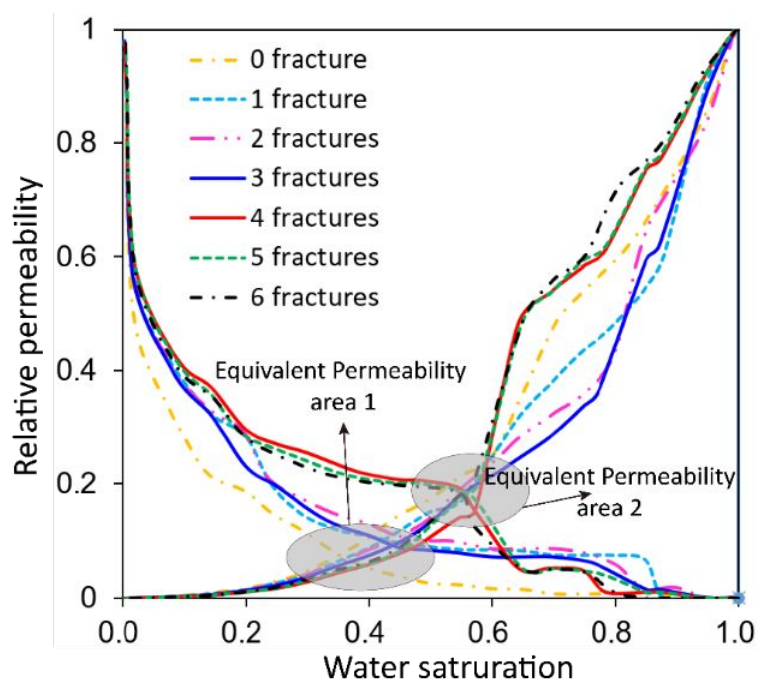 1
0.8
0.6
0.4
0.2
0
Relative permeability
0 fracture
1 fracture
2 fractures
3 fractures
4 fractures
5 fractures
6 fractures
Equivalent Permeability
area 1
Equivalent Permeability
area 2
0.0 0.2 0.4 0.6 0.8 1.0
Water satruration